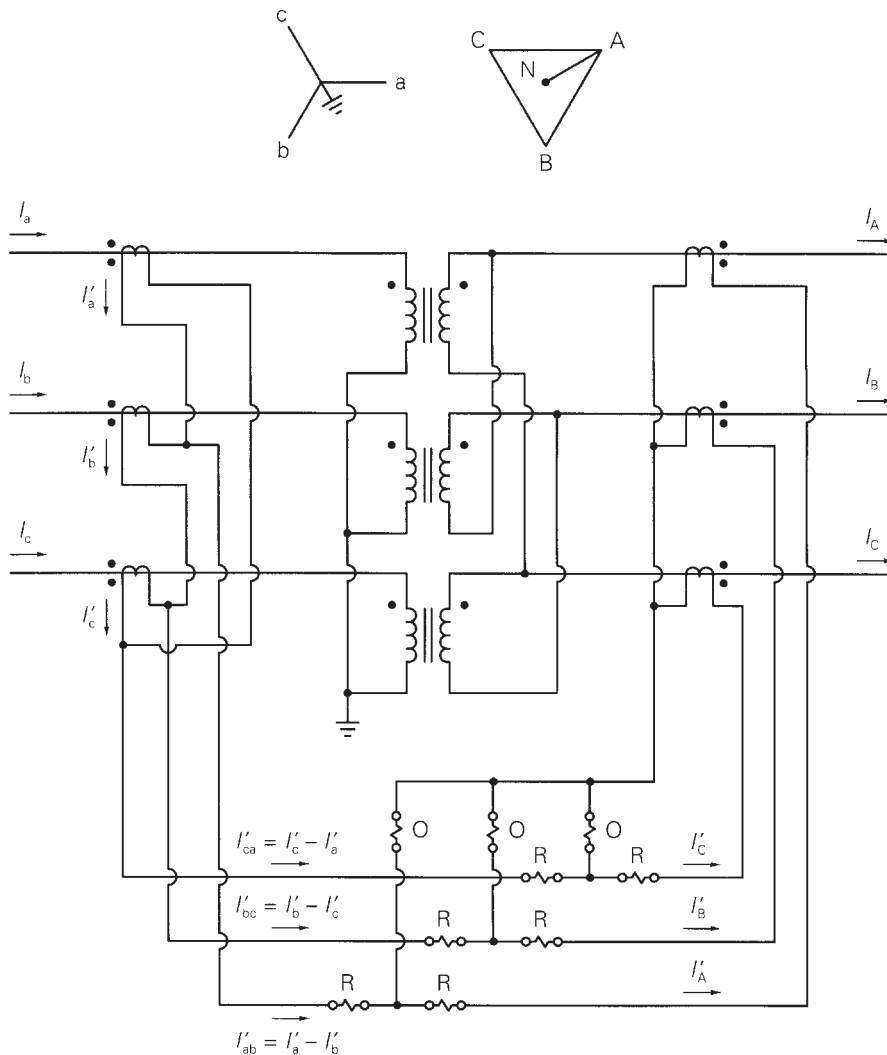 c
a
b
C
A
N
B
I_a
I_A
I'_a
I_b
I_B
I'_b
I_c
I_C
I'_c
O
O
O
I'_ca = I'_c – I'_a
R
R
I'_C
I'_bc = I'_b – I'_c
R
R
I'_B
R
R
I'_A
I'_ab = I'_a – I'_b